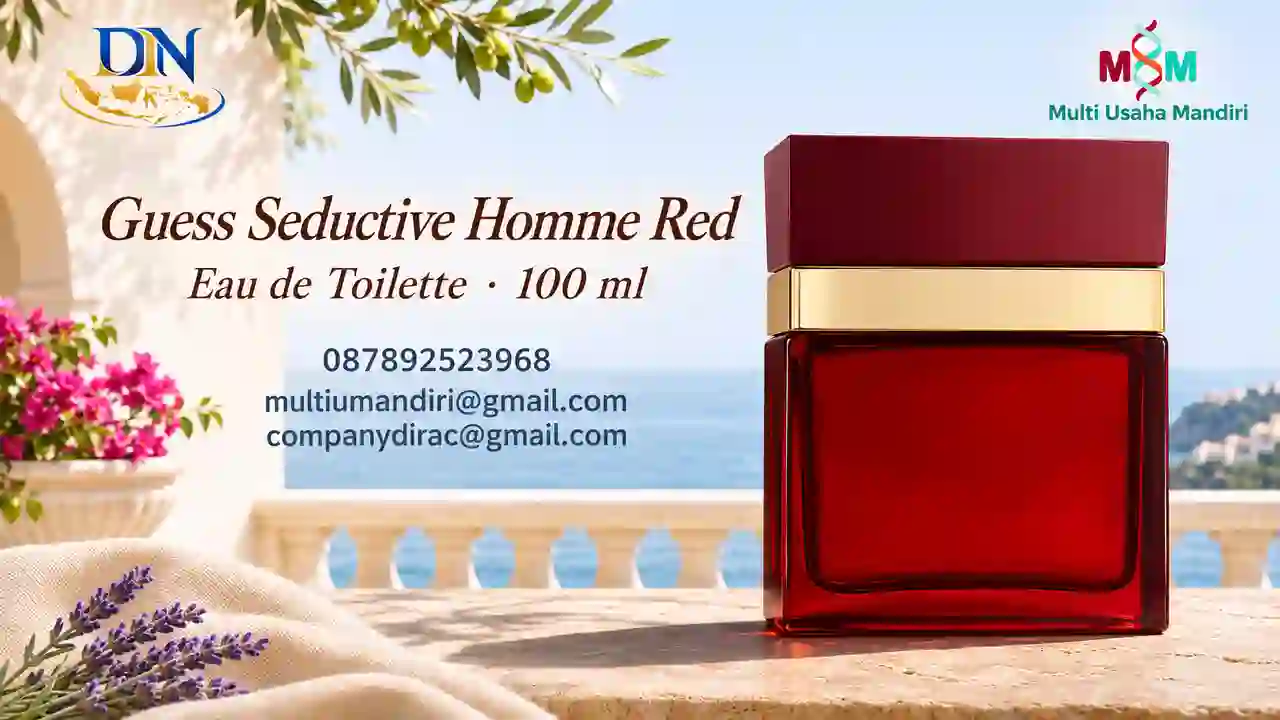 DN
MM
Multi Usaha Mandiri
Guess Seductive Homme Red
Eau de Toilette · 100 ml
087892523968
multiumandiri@gmail.com
companydirac@gmail.com